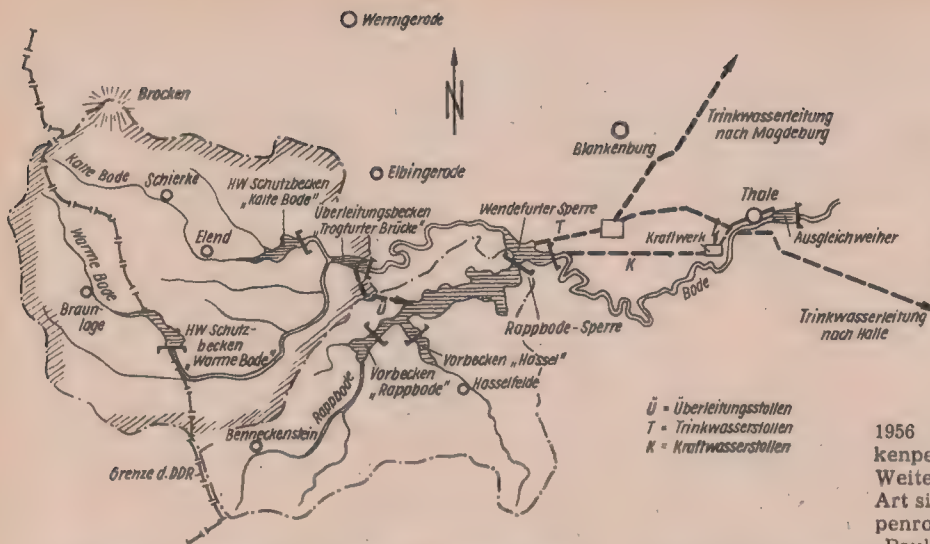 Wernigerode
Brocken
N
Trinkwasserleitung
nach Magdeburg
Blankenburg
Kalte Bode
Schierke
HW Schutzbecken
„Kalte Bode"
Elbingerode
Überleitungsbecken
„Trogfurter Brücke"
Wendefurter Sperre
Thale
T
Kraftwerk
Ausgleichweiher
Elend
Warme Bode
K
Bode
Braun-
lage
HW Schutz-
becken
„Warme Bode"
Ü
Rappbode-Sperre
Trinkwasserleitung
nach Halle
Vorbecken „Hassel"
Vorbecken
„Rappbode"
Hasselfelde
Rappbode
Benneckenstein
Grenze d. DDR
Ü = Überleitungsstollen
T = Trinkwasserstollen
K = Kraftwasserstollen
1956
kenpe
Weite
Art si
penro